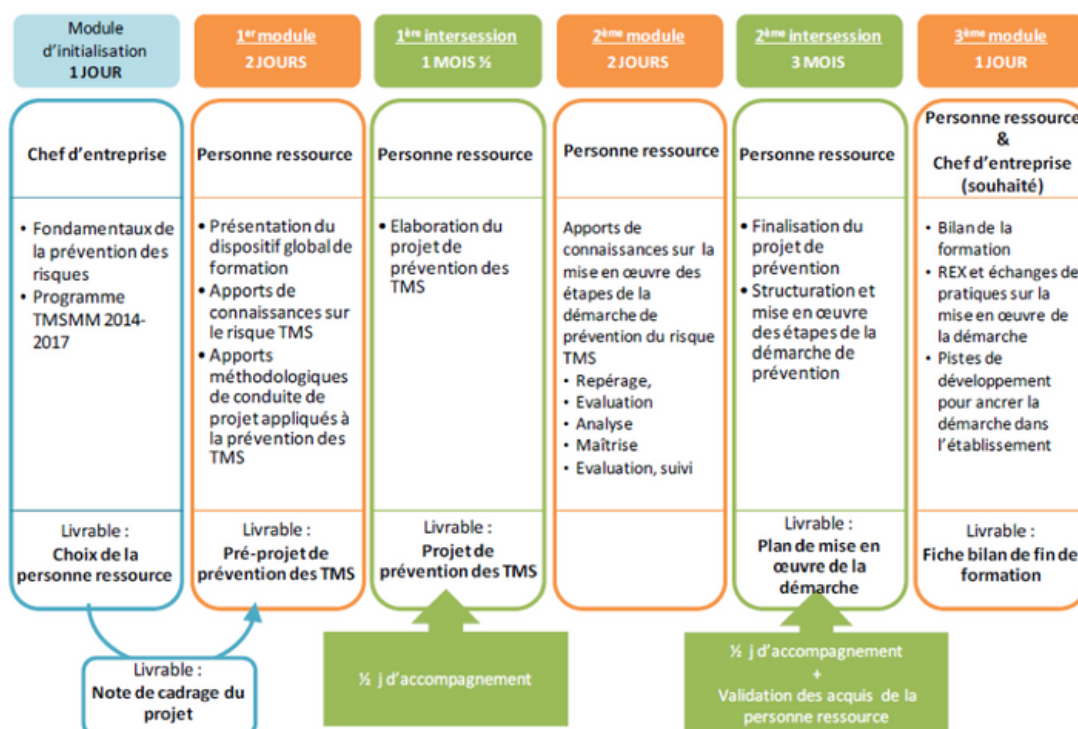 Module
d'initialisation
1 JOUR
1er module
2 JOURS
1ère intersession
1 MOIS ½
2ème module
2 JOURS
2ème intersession
3 MOIS
3ème module
1 JOUR
Chef d'entreprise
• Fondamentaux de
la prévention des
risques
• Programme
TMSMM 2014-
2017
Livrable :
Choix de la
personne ressource
Livrable :
Note de cadrage du
projet
Personne ressource
• Présentation du
dispositif global de
formation
• Apports de
connaissances sur
le risque TMS
• Apports
méthodologiques
de conduite de
projet appliqués à
la prévention des
TMS
Livrable :
Pré-projet de
prévention des TMS
Personne ressource
• Elaboration du
projet de
prévention des
TMS
Livrable :
Projet de
prévention des TMS
½ j d'accompagnement
Personne ressource
Apports de
connaissances sur la
mise en œuvre des
étapes de la
démarche de
prévention du risque
TMS
• Repérage,
• Evaluation
• Analyse
• Maîtrise
• Evaluation, suivi
Personne ressource
• Finalisation du
projet de
prévention
• Structuration et
mise en œuvre
des étapes de la
démarche de
prévention
Livrable :
Plan de mise en
œuvre de la
démarche
½ j d'accompagnement
+
Validation des acquis de la
personne ressource
Personne ressource
&
Chef d'entreprise
(souhaité)
• Bilan de la
formation
• REX et échanges de
pratiques sur la
mise en œuvre de
la démarche
• Pistes de
développement
pour ancrer la
démarche dans
l'établissement
Livrable :
Fiche bilan de fin de
formation